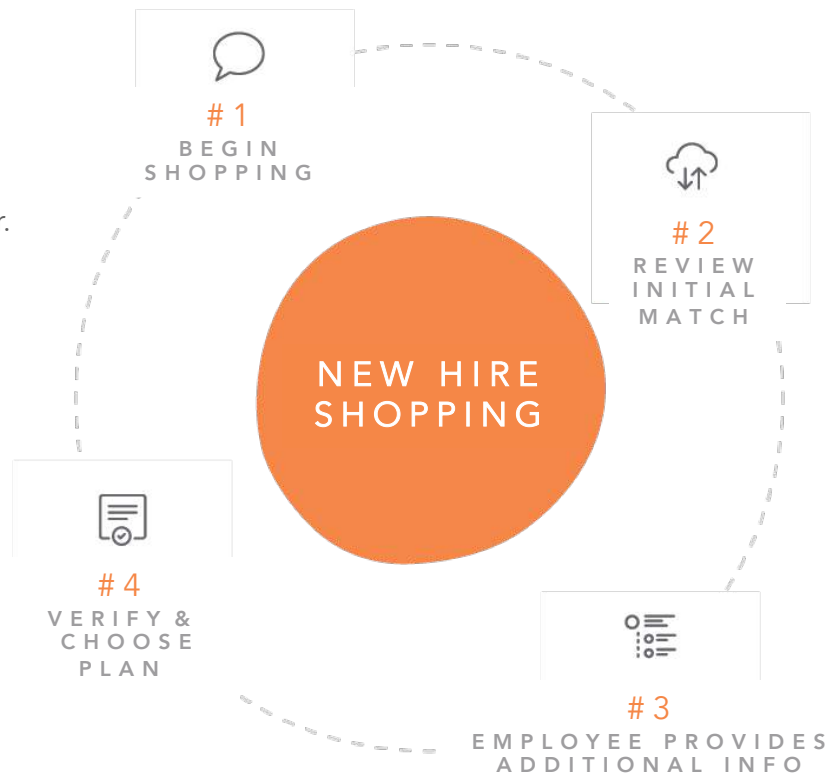 # 1
BEGIN
SHOPPING
r.
# 2
REVIEW
INITIAL
MATCH
NEW HIRE
SHOPPING
# 4
VERIFY &
CHOOSE
PLAN
# 3
EMPLOYEE PROVIDES
ADDITIONAL INFO